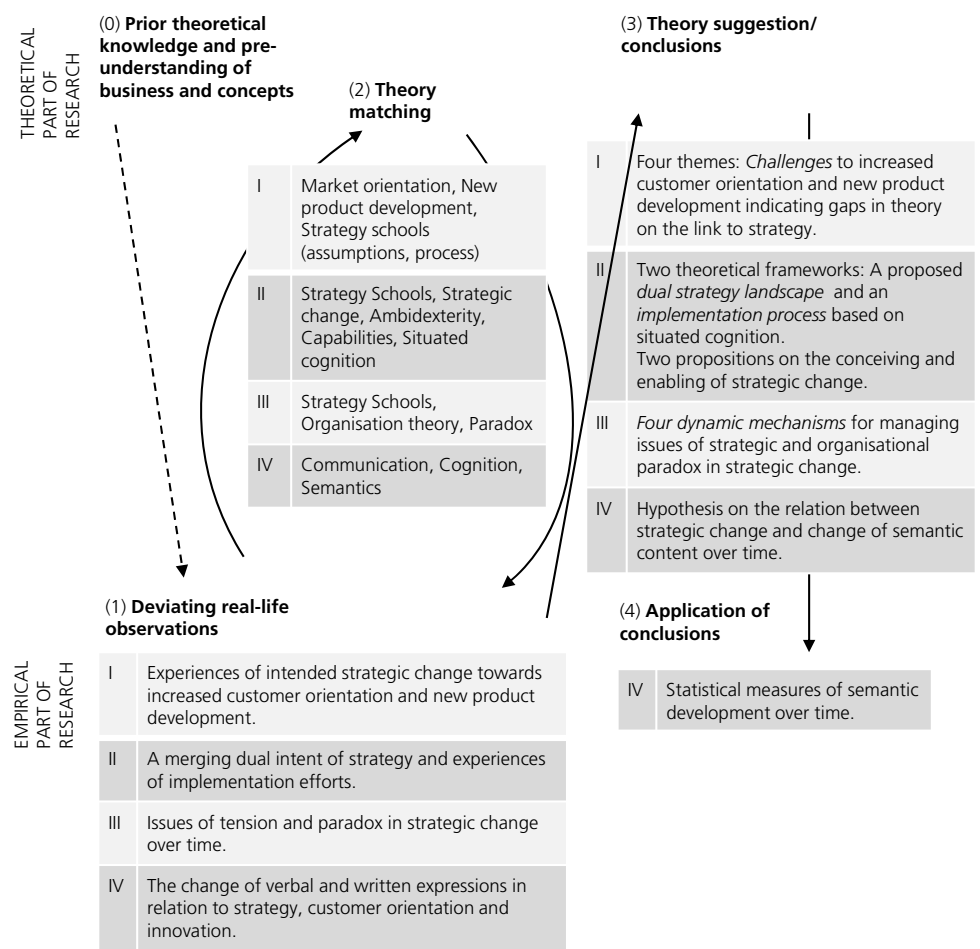 THEORETICAL
PART OF
RESEARCH
(0) Prior theoretical
knowledge and pre-
understanding of
business and concepts
(2) Theory
matching
I
Market orientation, New
product development,
Strategy schools
(assumptions, process)
II
Strategy Schools, Strategic
change, Ambidexterity,
Capabilities, Situated
cognition
III
Strategy Schools,
Organisation theory, Paradox
IV
Communication, Cognition,
Semantics
(3) Theory suggestion/
conclusions
I
Four themes: Challenges to increased
customer orientation and new product
development indicating gaps in theory
on the link to strategy.
II
Two theoretical frameworks: A proposed
dual strategy landscape and an
implementation process based on
situated cognition.
Two propositions on the conceiving and
enabling of strategic change.
III
Four dynamic mechanisms for managing
issues of strategic and organisational
paradox in strategic change.
IV
Hypothesis on the relation between
strategic change and change of semantic
content over time.
EMPIRICAL
PART OF
RESEARCH
(1) Deviating real-life
observations
I
Experiences of intended strategic change towards
increased customer orientation and new product
development.
II
A merging dual intent of strategy and experiences
of implementation efforts.
III
Issues of tension and paradox in strategic change
over time.
IV
The change of verbal and written expressions in
relation to strategy, customer orientation and
innovation.
(4) Application of
conclusions
IV
Statistical measures of semantic
development over time.